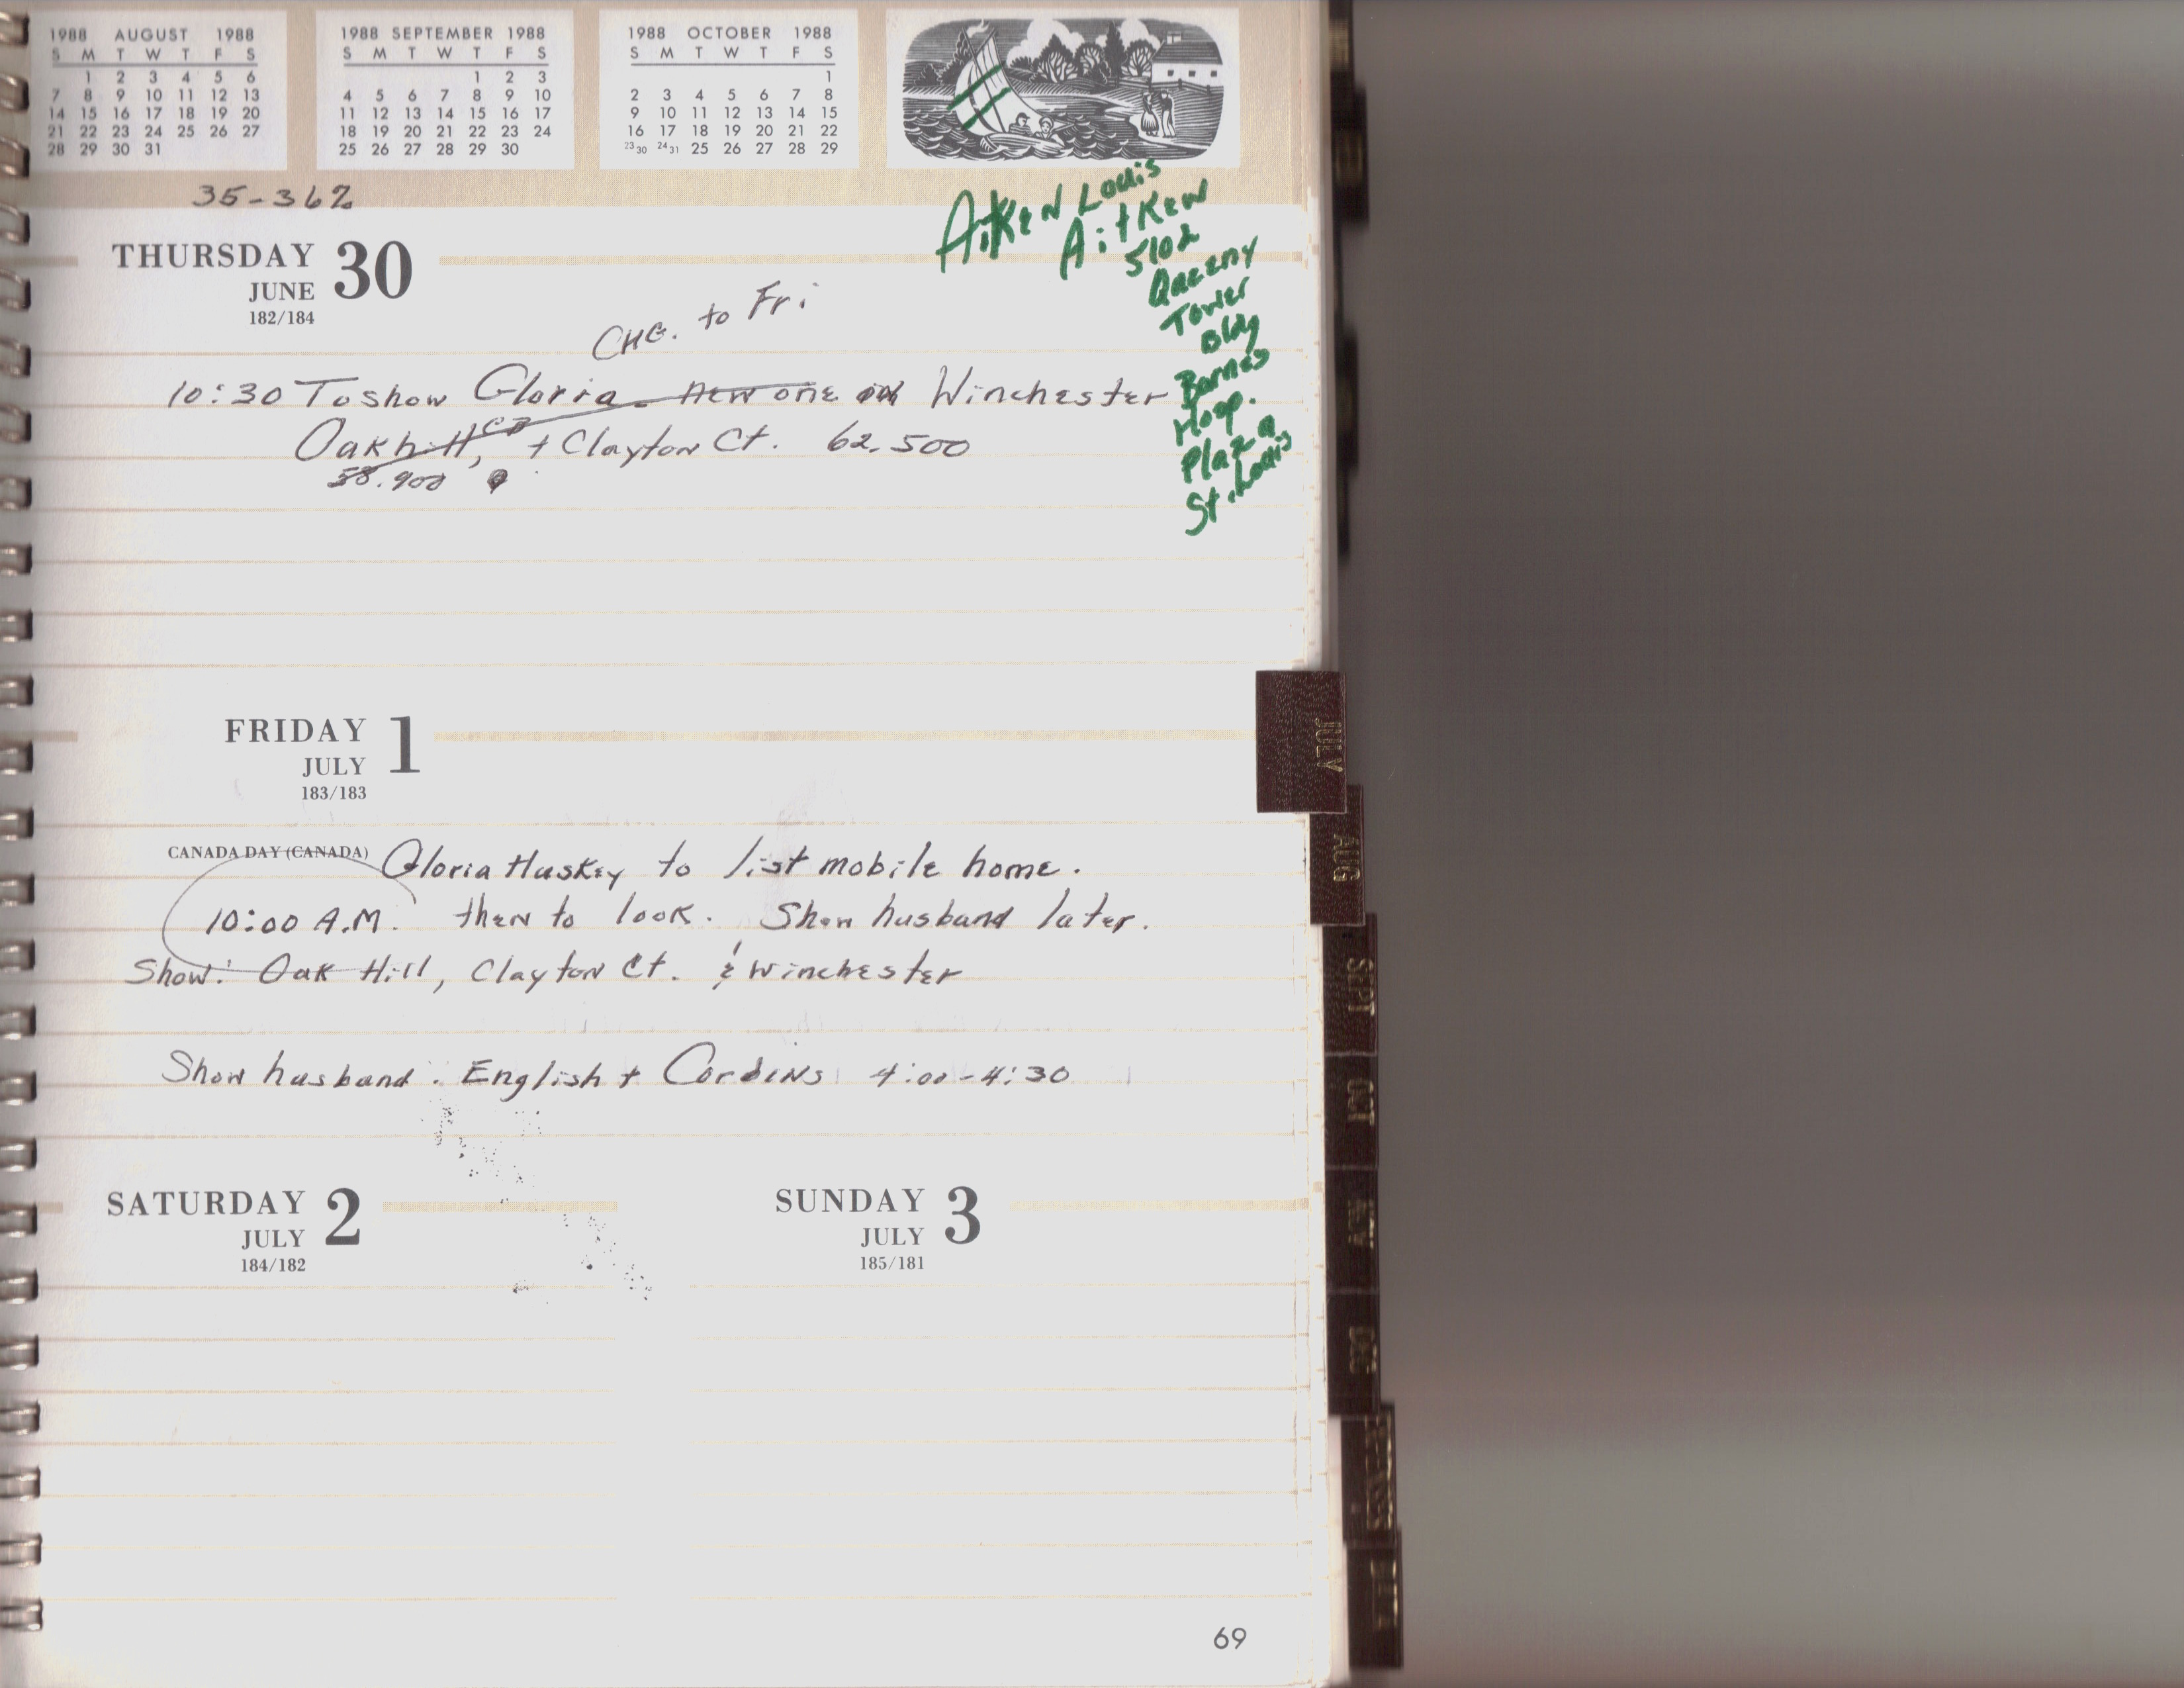 1988 AUGUST 1988
S M T W T F S
1 2 3 4 5 6
7 8 9 10 11 12 13
14 15 16 17 18 19 20
21 22 23 24 25 26 27
28 29 30 31
1988 SEPTEMBER 1988
S M T W T F S
1 2 3
4 5 6 7 8 9 10
11 12 13 14 15 16 17
18 19 20 21 22 23 24
25 26 27 28 29 30
1988 OCTOBER 1988
S M T W T F S
1
2 3 4 5 6 7 8
9 10 11 12 13 14 15
16 17 18 19 20 21 22
23 30 24 31 25 26 27 28 29
35-36%
Aitken Louis
Aitken
5102
Queeny
Tower
Bldg
Barnes
Hosp.
Plaza
St. Louis
THURSDAY 30
JUNE
182/184
CHG. to Fri
10:30 To show Gloria new one on Winchester
Oakhill, + Clayton Ct. 62.500
58.900
FRIDAY 1
JULY
183/183
CANADA DAY (CANADA)
Gloria Huskey to list mobile home.
10:00 A.M. then to look. Show husband later.
Show: Oak Hill, Clayton Ct. & Winchester
Show husband. English + Cordins 4:00-4:30
SATURDAY 2
JULY
184/182
SUNDAY 3
JULY
185/181
69
JULY
AUG
SEPT
OCT
NOV
DEC